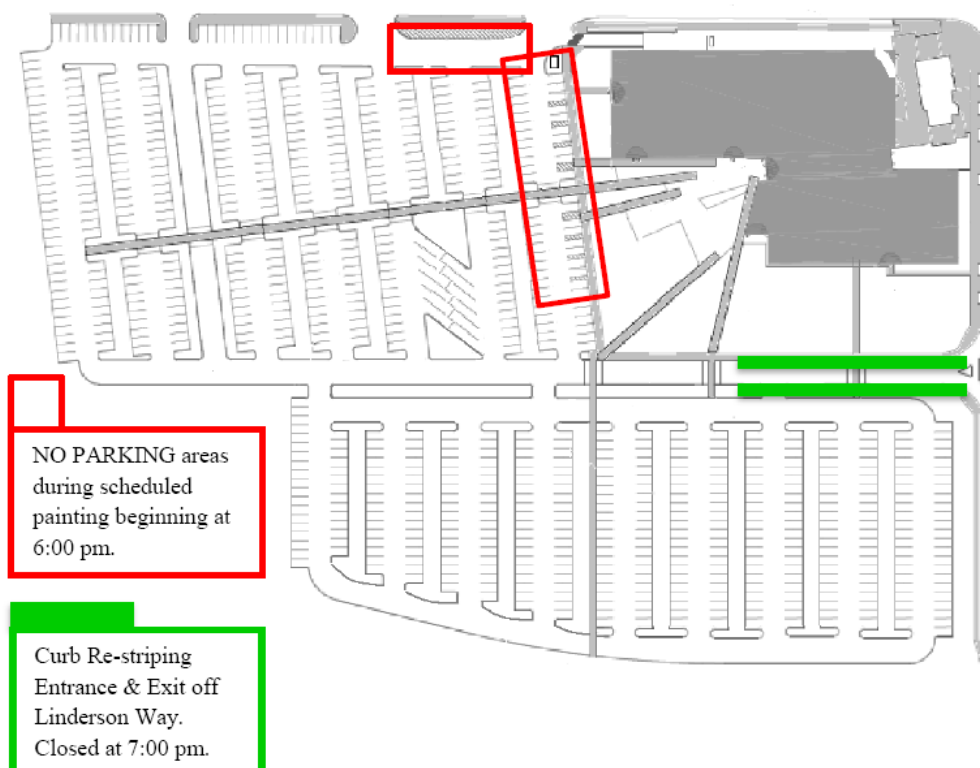 NO PARKING areas
during scheduled
painting beginning at
6:00 pm.
Curb Re-striping
Entrance & Exit off
Linderson Way.
Closed at 7:00 pm.